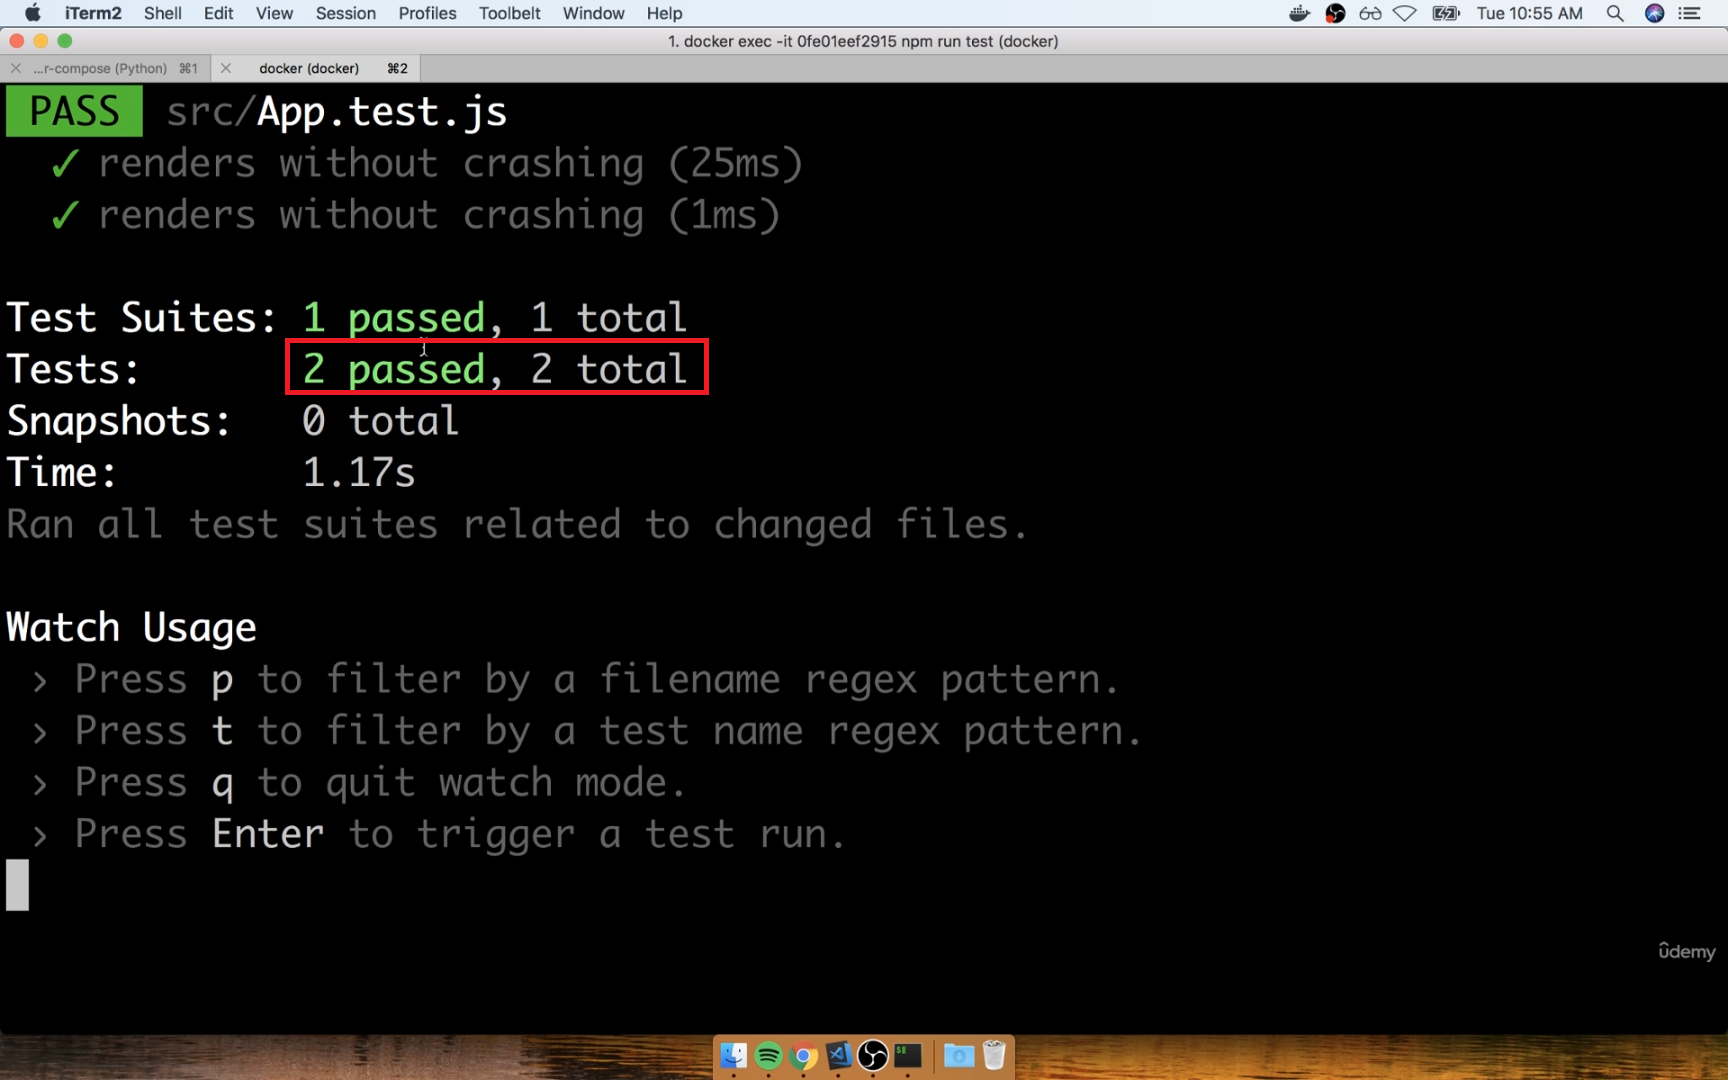 iTerm2 Shell Edit View Session Profiles Toolbelt Window Help Tue 10:55 AM
1. docker exec -it 0fe01eef2915 npm run test (docker)
...r-compose (Python) ⌘1 docker (docker) ⌘2
PASS src/App.test.js
✓ renders without crashing (25ms)
✓ renders without crashing (1ms)
Test Suites: 1 passed, 1 total
Tests: 2 passed, 2 total
Snapshots: 0 total
Time: 1.17s
Ran all test suites related to changed files.
Watch Usage
› Press p to filter by a filename regex pattern.
› Press t to filter by a test name regex pattern.
› Press q to quit watch mode.
› Press Enter to trigger a test run.
ûdemy